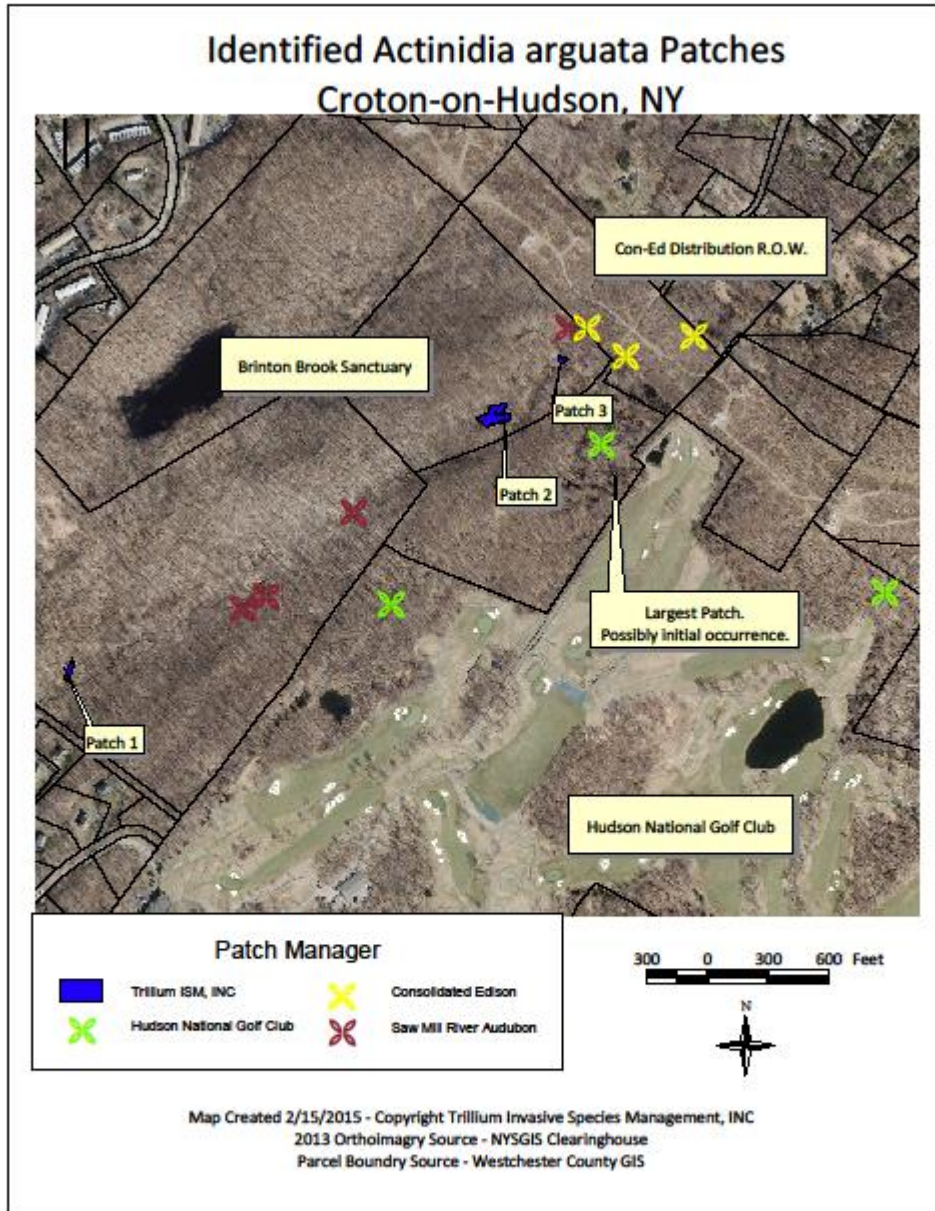 Identified Actinidia arguata Patches
Croton-on-Hudson, NY
Con-Ed Distribution R.O.W.
Brinton Brook Sanctuary
Patch 3
Patch 2
Largest Patch.
Possibly initial occurrence.
Patch 1
Hudson National Golf Club
Patch Manager
Trillium ISM, INC
Consolidated Edison
Hudson National Golf Club
Saw Mill River Audubon
300 0 300 600 Feet
N
Map Created 2/15/2015 - Copyright Trillium Invasive Species Management, INC
2013 Orthoimagry Source - NYSGIS Clearinghouse
Parcel Boundry Source - Westchester County GIS